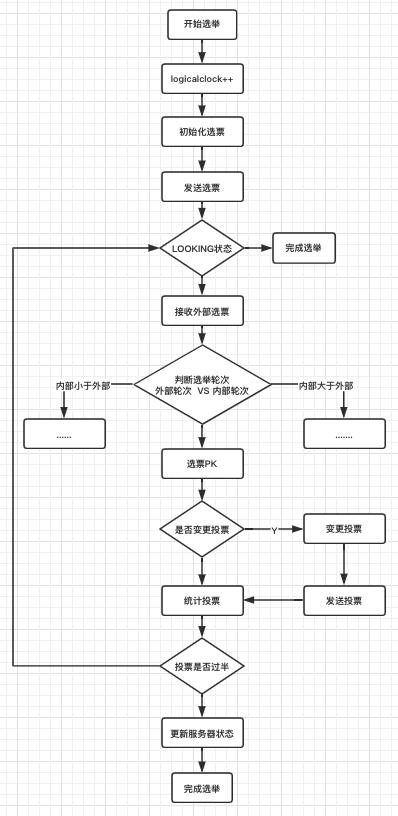 开始选举
logicalclock++
初始化选票
发送选票
LOOKING状态
完成选举
接收外部选票
判断选举轮次
外部轮次 VS 内部轮次
内部小于外部
内部大于外部
......
.......
选票PK
是否变更投票
Y
变更投票
统计投票
发送投票
投票是否过半
更新服务器状态
完成选举